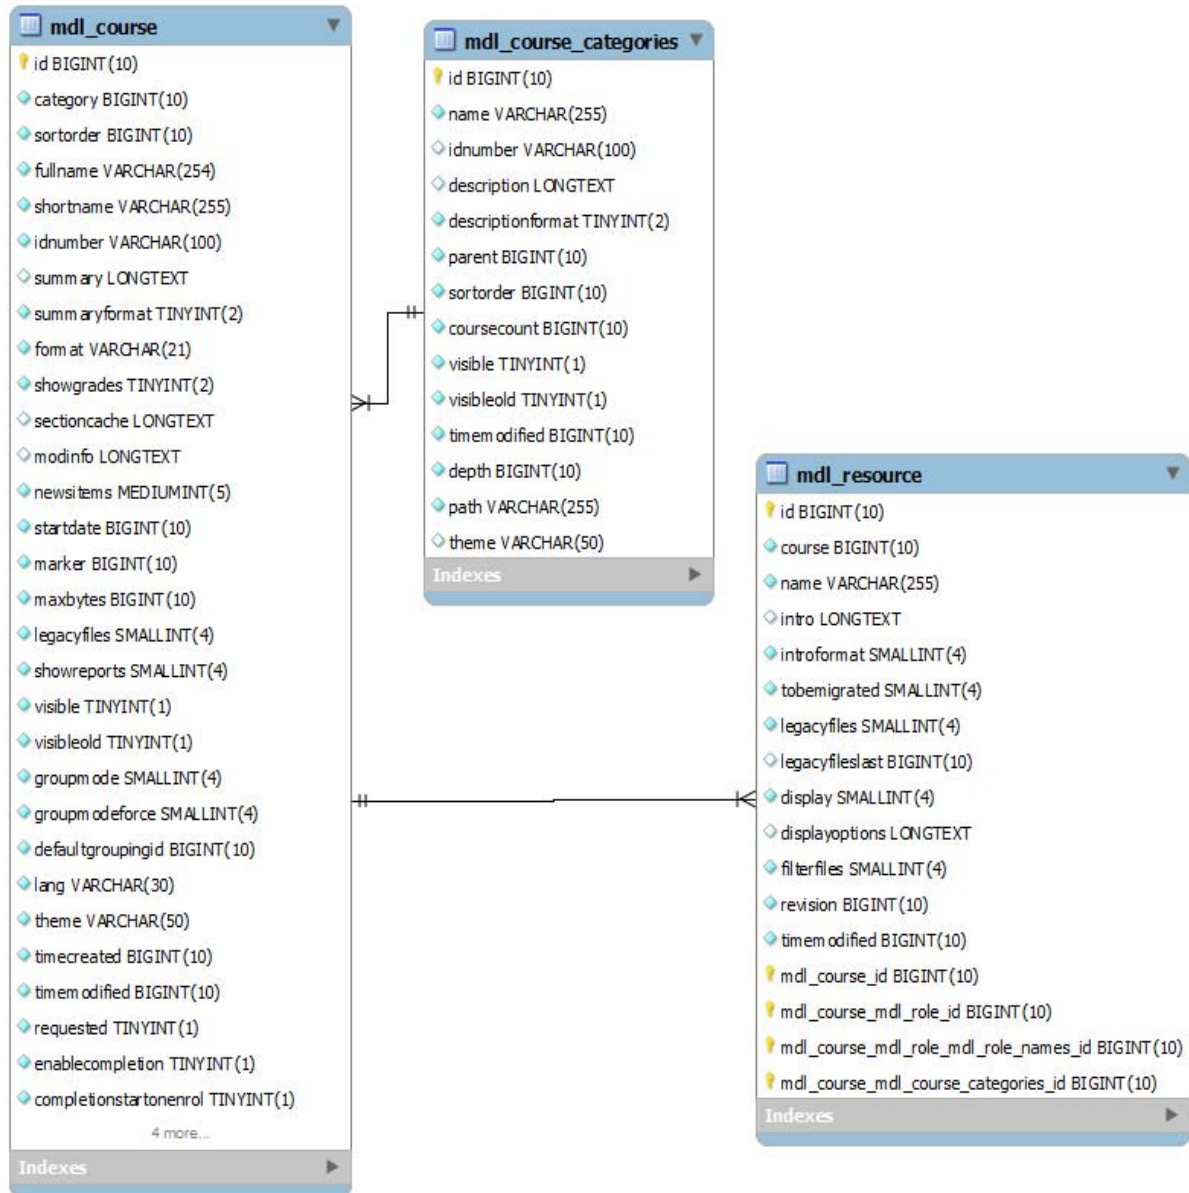 mdl_course
id BIGINT(10)
category BIGINT(10)
sortorder BIGINT(10)
fullname VARCHAR(254)
shortname VARCHAR(255)
idnumber VARCHAR(100)
summary LONGTEXT
summaryformat TINYINT(2)
format VARCHAR(21)
showgrades TINYINT(2)
sectioncache LONGTEXT
modinfo LONGTEXT
newsitems MEDIUMINT(5)
startdate BIGINT(10)
marker BIGINT(10)
maxbytes BIGINT(10)
legacyfiles SMALLINT(4)
showreports SMALLINT(4)
visible TINYINT(1)
visibleold TINYINT(1)
groupmode SMALLINT(4)
groupmodeforce SMALLINT(4)
defaultgroupingid BIGINT(10)
lang VARCHAR(30)
theme VARCHAR(50)
timecreated BIGINT(10)
timemodified BIGINT(10)
requested TINYINT(1)
enablecompletion TINYINT(1)
completionstartonenrol TINYINT(1)
4 more...
Indexes
mdl_course_categories
id BIGINT(10)
name VARCHAR(255)
idnumber VARCHAR(100)
description LONGTEXT
descriptionformat TINYINT(2)
parent BIGINT(10)
sortorder BIGINT(10)
coursecount BIGINT(10)
visible TINYINT(1)
visibleold TINYINT(1)
timemodified BIGINT(10)
depth BIGINT(10)
path VARCHAR(255)
theme VARCHAR(50)
Indexes
mdl_resource
id BIGINT(10)
course BIGINT(10)
name VARCHAR(255)
intro LONGTEXT
introformat SMALLINT(4)
tobemigrated SMALLINT(4)
legacyfiles SMALLINT(4)
legacyfileslast BIGINT(10)
display SMALLINT(4)
displayoptions LONGTEXT
filterfiles SMALLINT(4)
revision BIGINT(10)
timemodified BIGINT(10)
mdl_course_id BIGINT(10)
mdl_course_mdl_role_id BIGINT(10)
mdl_course_mdl_role_mdl_role_names_id BIGINT(10)
mdl_course_mdl_course_categories_id BIGINT(10)
Indexes